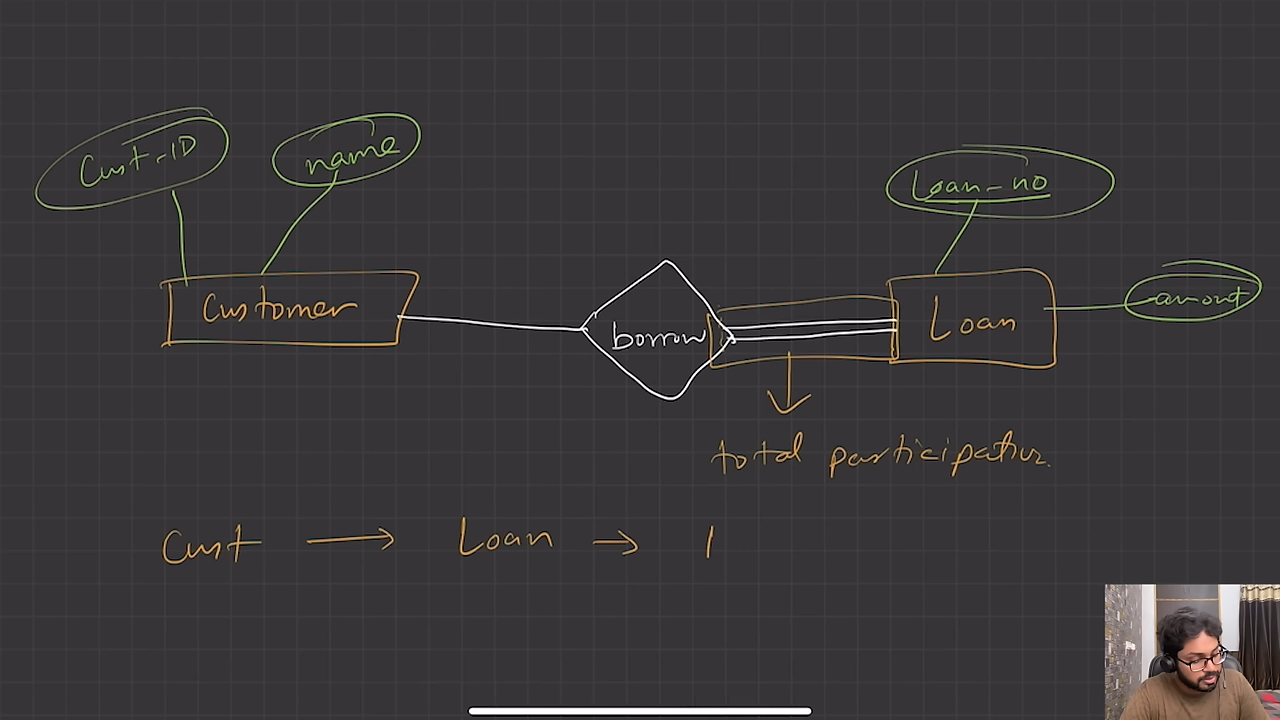 Cust-ID
name
Loan-no
Customer
borrow
Loan
amount
total participation
Cust → Loan → 1